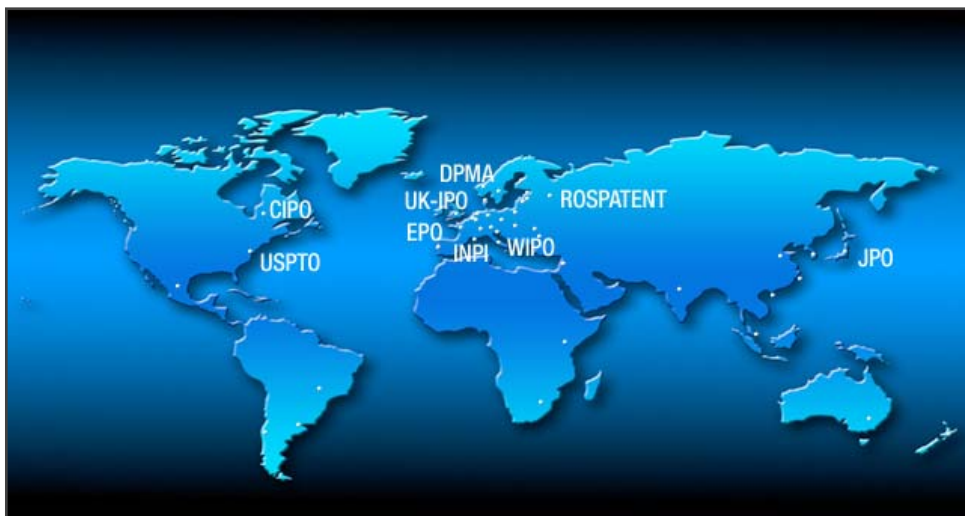 DPMA
UK-IPO
ROSPATENT
CIPO
EPO
INPI
WIPO
USPTO
JPO